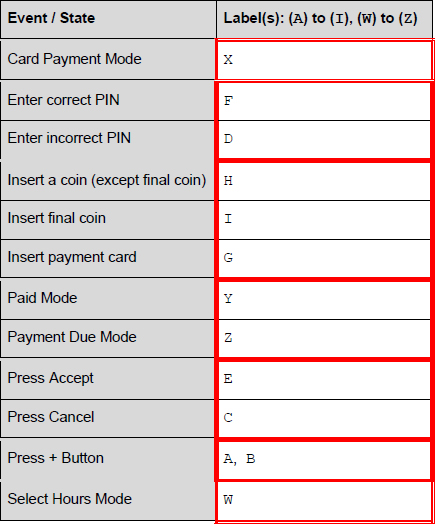 Event / State Label(s): (A) to (I), (W) to (Z)
Card Payment Mode X
Enter correct PIN F
Enter incorrect PIN D
Insert a coin (except final coin) H
Insert final coin I
Insert payment card G
Paid Mode Y
Payment Due Mode Z
Press Accept E
Press Cancel C
Press + Button A, B
Select Hours Mode W